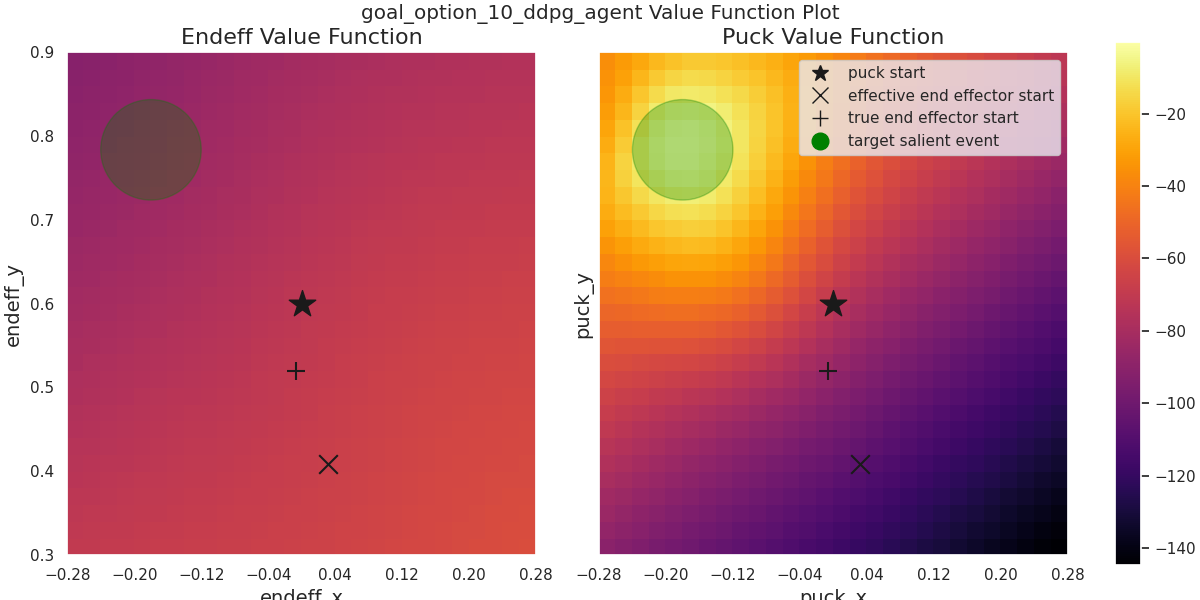 goal_option_10_ddpg_agent Value Function Plot
Endeff Value Function
Puck Value Function
puck start
effective end effector start
true end effector start
target salient event
0.9
0.8
0.7
0.6
0.5
0.4
0.3
endeff_y
−0.28 −0.20 −0.12 −0.04 0.04 0.12 0.20 0.28
endeff_x
puck_y
−0.28 −0.20 −0.12 −0.04 0.04 0.12 0.20 0.28
puck_x
−20
−40
−60
−80
−100
−120
−140